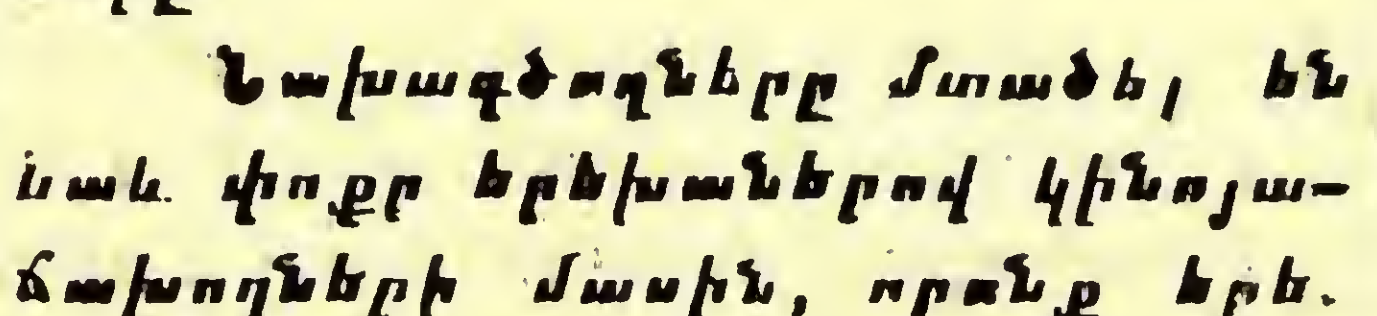 Նախագծողները մտածել են
նաև փոքր երեխաներով կինոյա-
ճախողների մասին, որոնք երե-